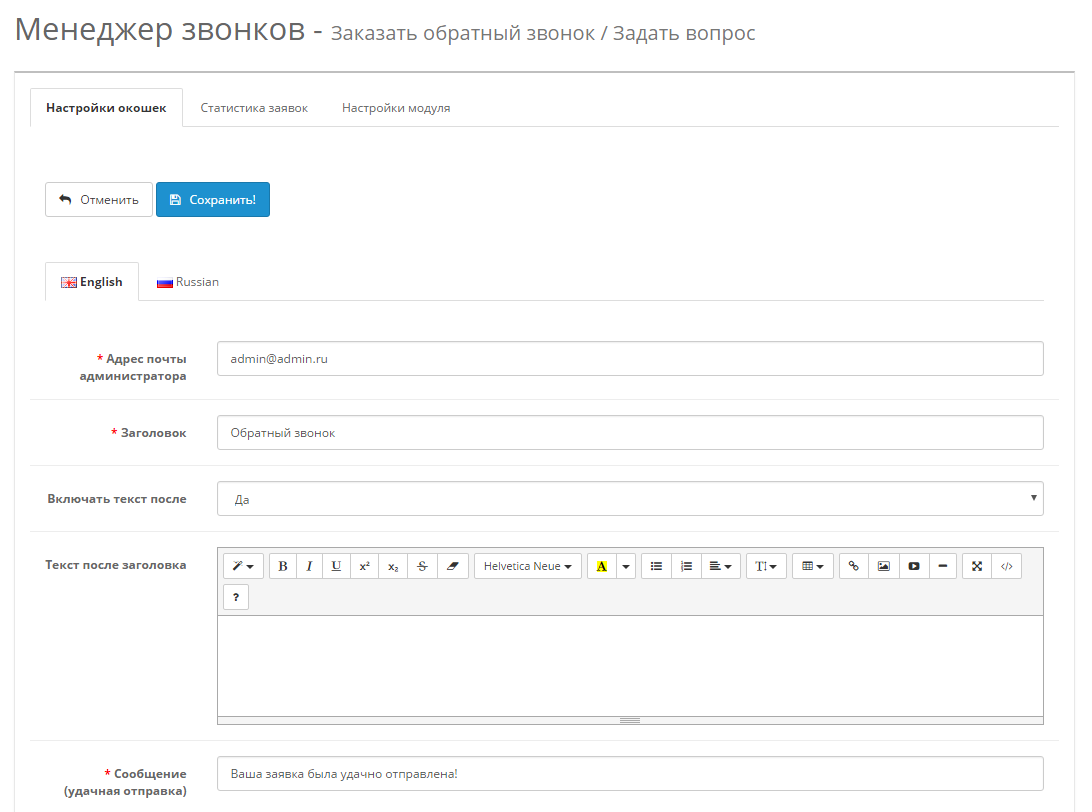 Менеджер звонков - Заказать обратный звонок / Задать вопрос
Настройки окошек Статистика заявок Настройки модуля
Отменить Сохранить!
English Russian
* Адрес почты администратора admin@admin.ru
* Заголовок Обратный звонок
Включать текст после Да
Текст после заголовка
B I U x² x₂ S Helvetica Neue A TI </>
?
* Сообщение (удачная отправка) Ваша заявка была удачно отправлена!